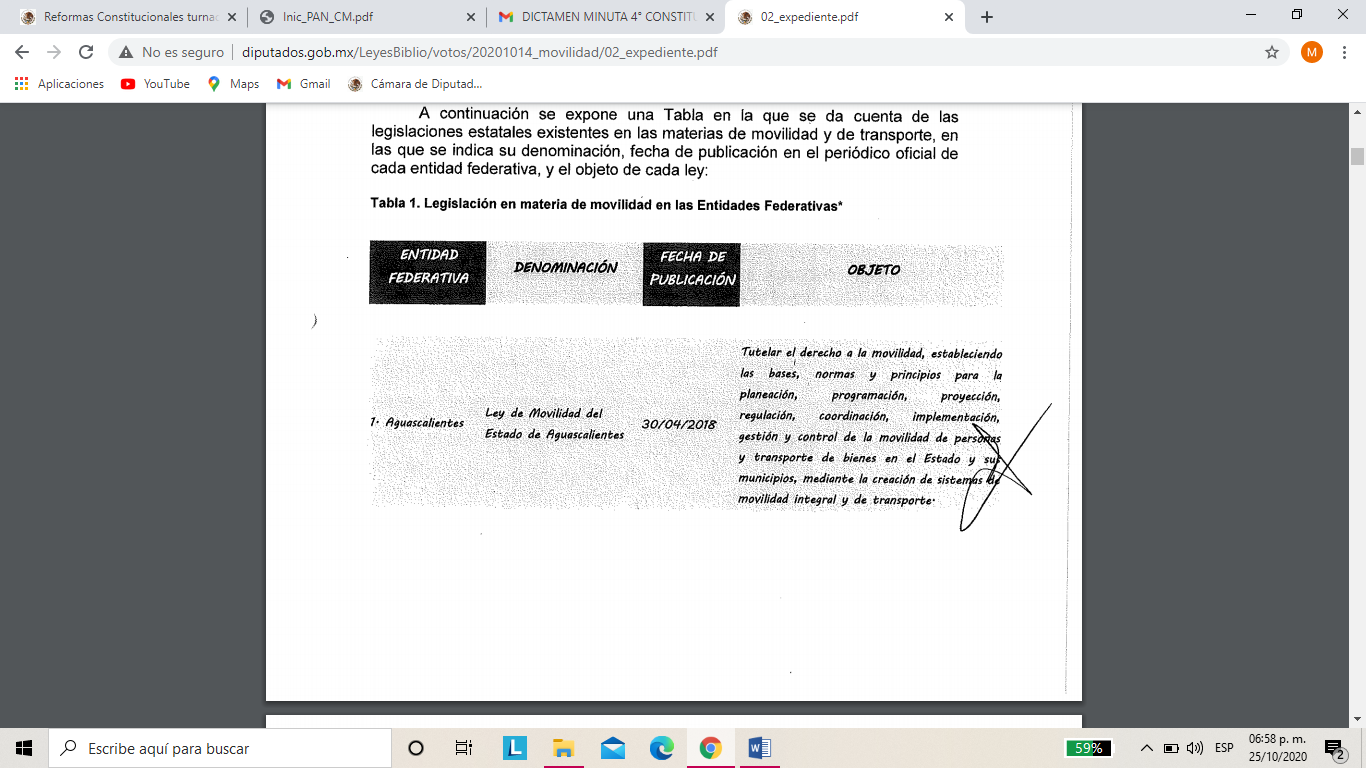 Reformas Constitucionales turna
Inic_PAN_CM.pdf
DICTAMEN MINUTA 4° CONSTITU
02_expediente.pdf
No es seguro
diputados.gob.mx/LeyesBiblio/votos/20201014_movilidad/02_expediente.pdf
M
Aplicaciones
YouTube
Maps
Gmail
Cámara de Diputad...
A continuación se expone una Tabla en la que se da cuenta de las
legislaciones estatales existentes en las materias de movilidad y de transporte, en
las que se indica su denominación, fecha de publicación en el periódico oficial de
cada entidad federativa, y el objeto de cada ley:
Tabla 1. Legislación en materia de movilidad en las Entidades Federativas*
ENTIDAD
FEDERATIVA
DENOMINACIÓN
FECHA DE
PUBLICACIÓN
OBJETO
1. Aguascalientes
Ley de Movilidad del
Estado de Aguascalientes
30/04/2018
Tutelar el derecho a la movilidad, estableciendo
las bases, normas y principios para la
planeación, programación, proyección,
regulación, coordinación, implementación,
gestión y control de la movilidad de personas
y transporte de bienes en el Estado y sus
municipios, mediante la creación de sistemas de
movilidad integral y de transporte.
Escribe aquí para buscar
L
W
59%
ESP
06:58 p. m.
25/10/2020
2